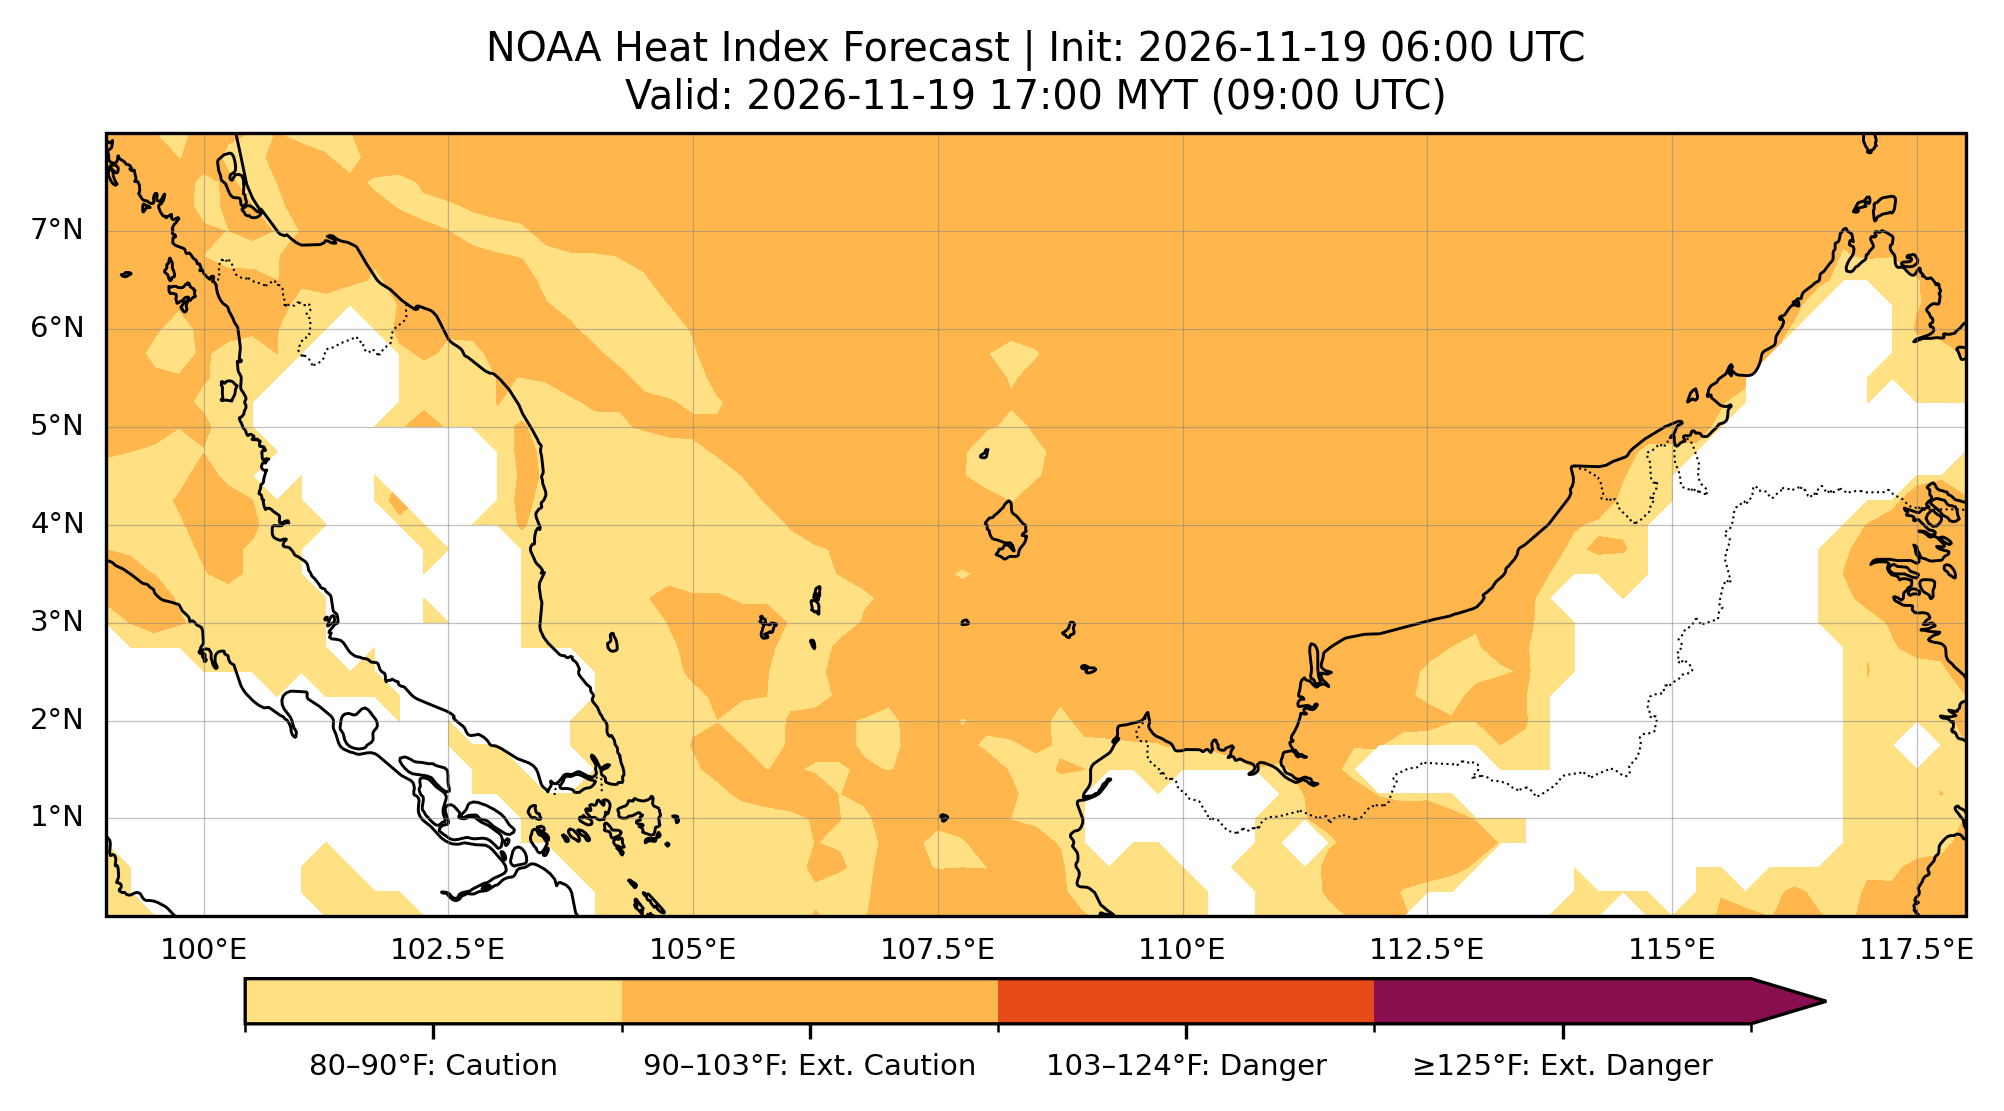 NOAA Heat Index Forecast | Init: 2026-11-19 06:00 UTC
Valid: 2026-11-19 17:00 MYT (09:00 UTC)
7°N
6°N
5°N
4°N
3°N
2°N
1°N
100°E 102.5°E 105°E 107.5°E 110°E 112.5°E 115°E 117.5°E
80–90°F: Caution 90–103°F: Ext. Caution 103–124°F: Danger ≥125°F: Ext. Danger